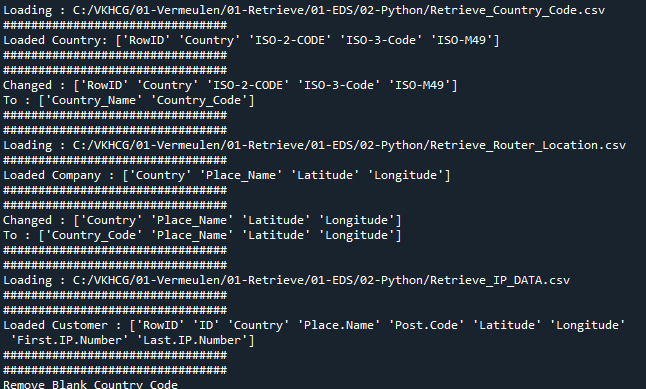 Loading : C:/VKHCG/01-Vermeulen/01-Retrieve/01-EDS/02-Python/Retrieve_Country_Code.csv
################################
Loaded Country: ['RowID' 'Country' 'ISO-2-CODE' 'ISO-3-Code' 'ISO-M49']
################################
################################
Changed : ['RowID' 'Country' 'ISO-2-CODE' 'ISO-3-Code' 'ISO-M49']
To : ['Country_Name' 'Country_Code']
################################
################################
Loading : C:/VKHCG/01-Vermeulen/01-Retrieve/01-EDS/02-Python/Retrieve_Router_Location.csv
################################
Loaded Company : ['Country' 'Place_Name' 'Latitude' 'Longitude']
################################
################################
Changed : ['Country' 'Place_Name' 'Latitude' 'Longitude']
To : ['Country_Code' 'Place_Name' 'Latitude' 'Longitude']
################################
################################
Loading : C:/VKHCG/01-Vermeulen/01-Retrieve/01-EDS/02-Python/Retrieve_IP_DATA.csv
################################
################################
Loaded Customer : ['RowID' 'ID' 'Country' 'Place.Name' 'Post.Code' 'Latitude' 'Longitude'
'First.IP.Number' 'Last.IP.Number']
################################
################################
Remove Blank Country Code